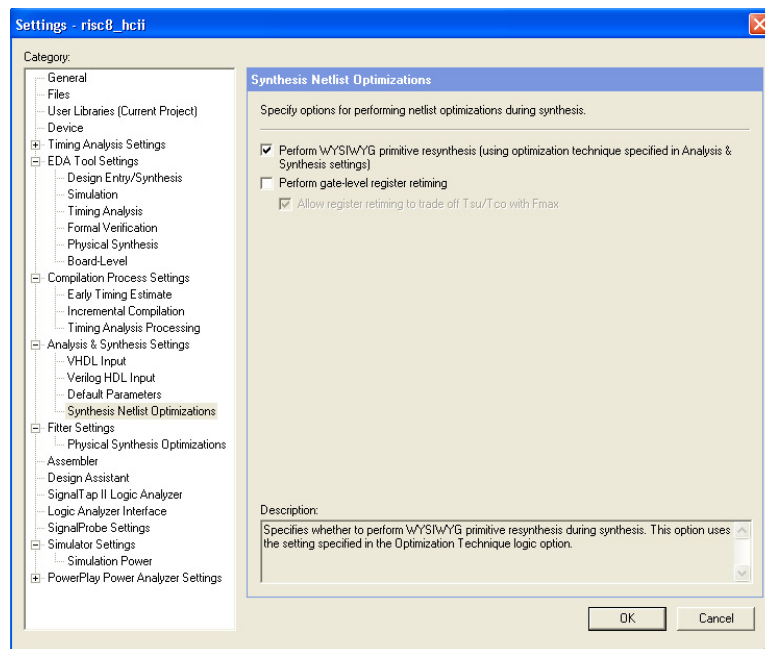 Settings - risc8_hcii
Category:
General
Files
User Libraries (Current Project)
Device
Timing Analysis Settings
EDA Tool Settings
Design Entry/Synthesis
Simulation
Timing Analysis
Formal Verification
Physical Synthesis
Board-Level
Compilation Process Settings
Early Timing Estimate
Incremental Compilation
Timing Analysis Processing
Analysis & Synthesis Settings
VHDL Input
Verilog HDL Input
Default Parameters
Synthesis Netlist Optimizations
Fitter Settings
Physical Synthesis Optimizations
Assembler
Design Assistant
SignalTap II Logic Analyzer
Logic Analyzer Interface
SignalProbe Settings
Simulator Settings
Simulation Power
PowerPlay Power Analyzer Settings
Synthesis Netlist Optimizations
Specify options for performing netlist optimizations during synthesis.
Perform WYSIWYG primitive resynthesis (using optimization technique specified in Analysis &
Synthesis settings)
Perform gate-level register retiming
Allow register retiming to trade off Tsu/Tco with Fmax
Description:
Specifies whether to perform WYSIWYG primitive resynthesis during synthesis. This option uses
the setting specified in the Optimization Technique logic option.
OK
Cancel